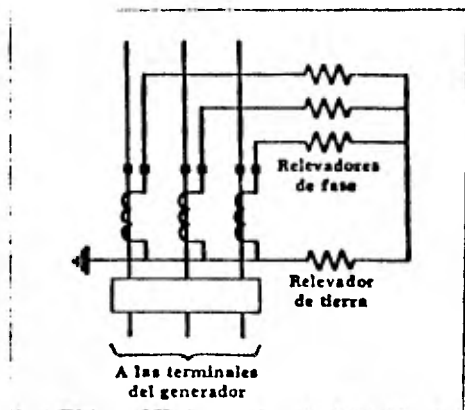 Relevadores
de fase
Relevador
de tierra
A las terminales
del generador